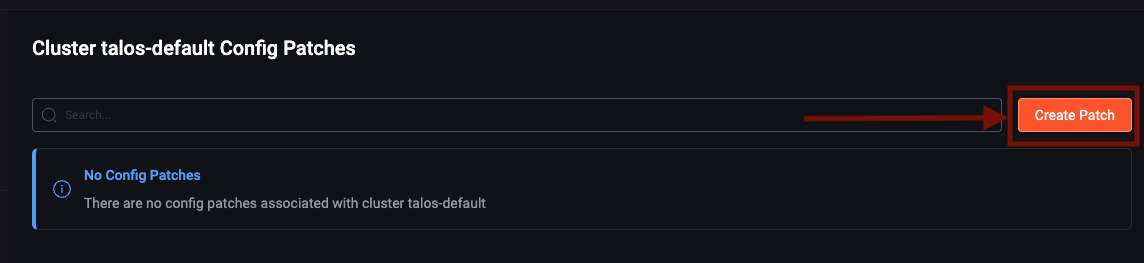 Cluster talos-default Config Patches
Search...
Create Patch
No Config Patches
There are no config patches associated with cluster talos-default